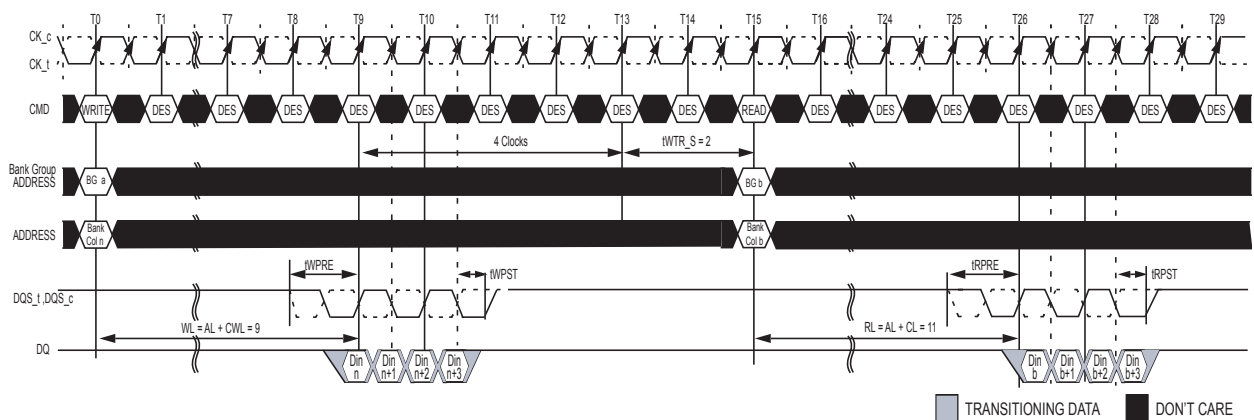 T0 T1 T7 T8 T9 T10 T11 T12 T13 T14 T15 T16 T24 T25 T26 T27 T28 T29
CK_c
CK_t
CMD WRITE DES DES DES DES DES DES DES DES DES READ DES DES DES DES DES DES DES
4 Clocks tWTR_S = 2
Bank Group
ADDRESS BG a BG b
ADDRESS Bank
Col n Bank
Col b
tWPRE tWPST tRPRE tRPST
DQS_t ,DQS_c
WL = AL + CWL = 9 RL = AL + CL = 11
DQ Din
n Din
n+1 Din
n+2 Din
n+3 Din
b Din
b+1 Din
b+2 Din
b+3
TRANSITIONING DATA DON'T CARE